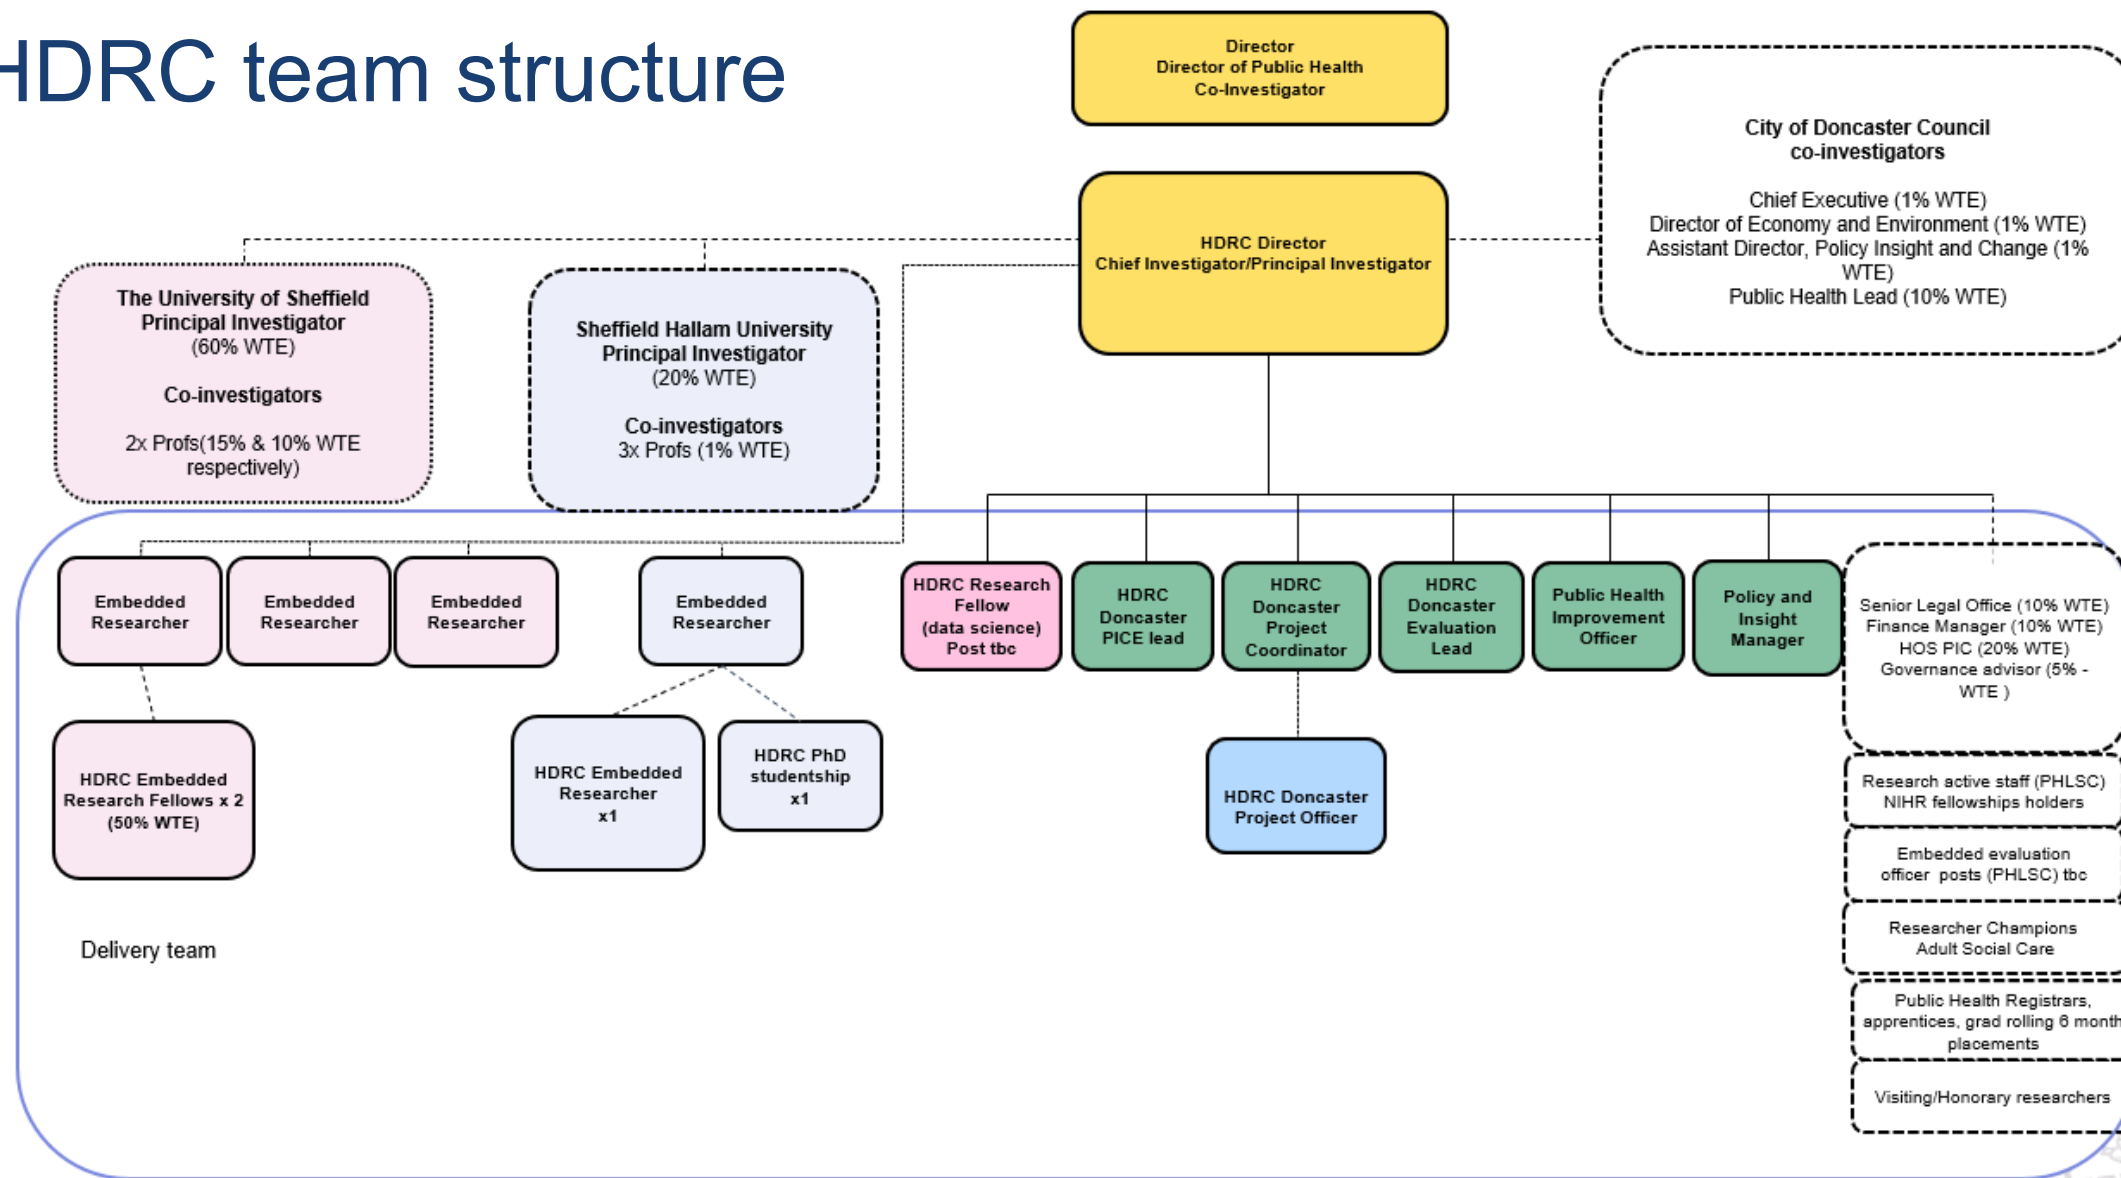 HDRC team structure
Director
Director of Public Health
Co-Investigator
City of Doncaster Council
co-investigators
Chief Executive (1% WTE)
Director of Economy and Environment (1% WTE)
Assistant Director, Policy Insight and Change (1%
WTE)
Public Health Lead (10% WTE)
HDRC Director
Chief Investigator/Principal Investigator
The University of Sheffield
Principal Investigator
(60% WTE)
Co-investigators
2x Profs(15% & 10% WTE
respectively)
Sheffield Hallam University
Principal Investigator
(20% WTE)
Co-investigators
3x Profs (1% WTE)
Embedded
Researcher
Embedded
Researcher
Embedded
Researcher
Embedded
Researcher
HDRC Research
Fellow
(data science)
Post tbc
HDRC
Doncaster
PICE lead
HDRC
Doncaster
Project
Coordinator
HDRC
Doncaster
Evaluation
Lead
Public Health
Improvement
Officer
Policy and
Insight
Manager
Senior Legal Office (10% WTE)
Finance Manager (10% WTE)
HOS PIC (20% WTE)
Governance advisor (5% -
WTE )
HDRC Embedded
Research Fellows x 2
(50% WTE)
HDRC Embedded
Researcher
x1
HDRC PhD
studentship
x1
HDRC Doncaster
Project Officer
Research active staff (PHLSC)
NIHR fellowships holders
Embedded evaluation
officer posts (PHLSC) tbc
Researcher Champions
Adult Social Care
Public Health Registrars,
apprentices, grad rolling 6 month
placements
Visiting/Honorary researchers
Delivery team